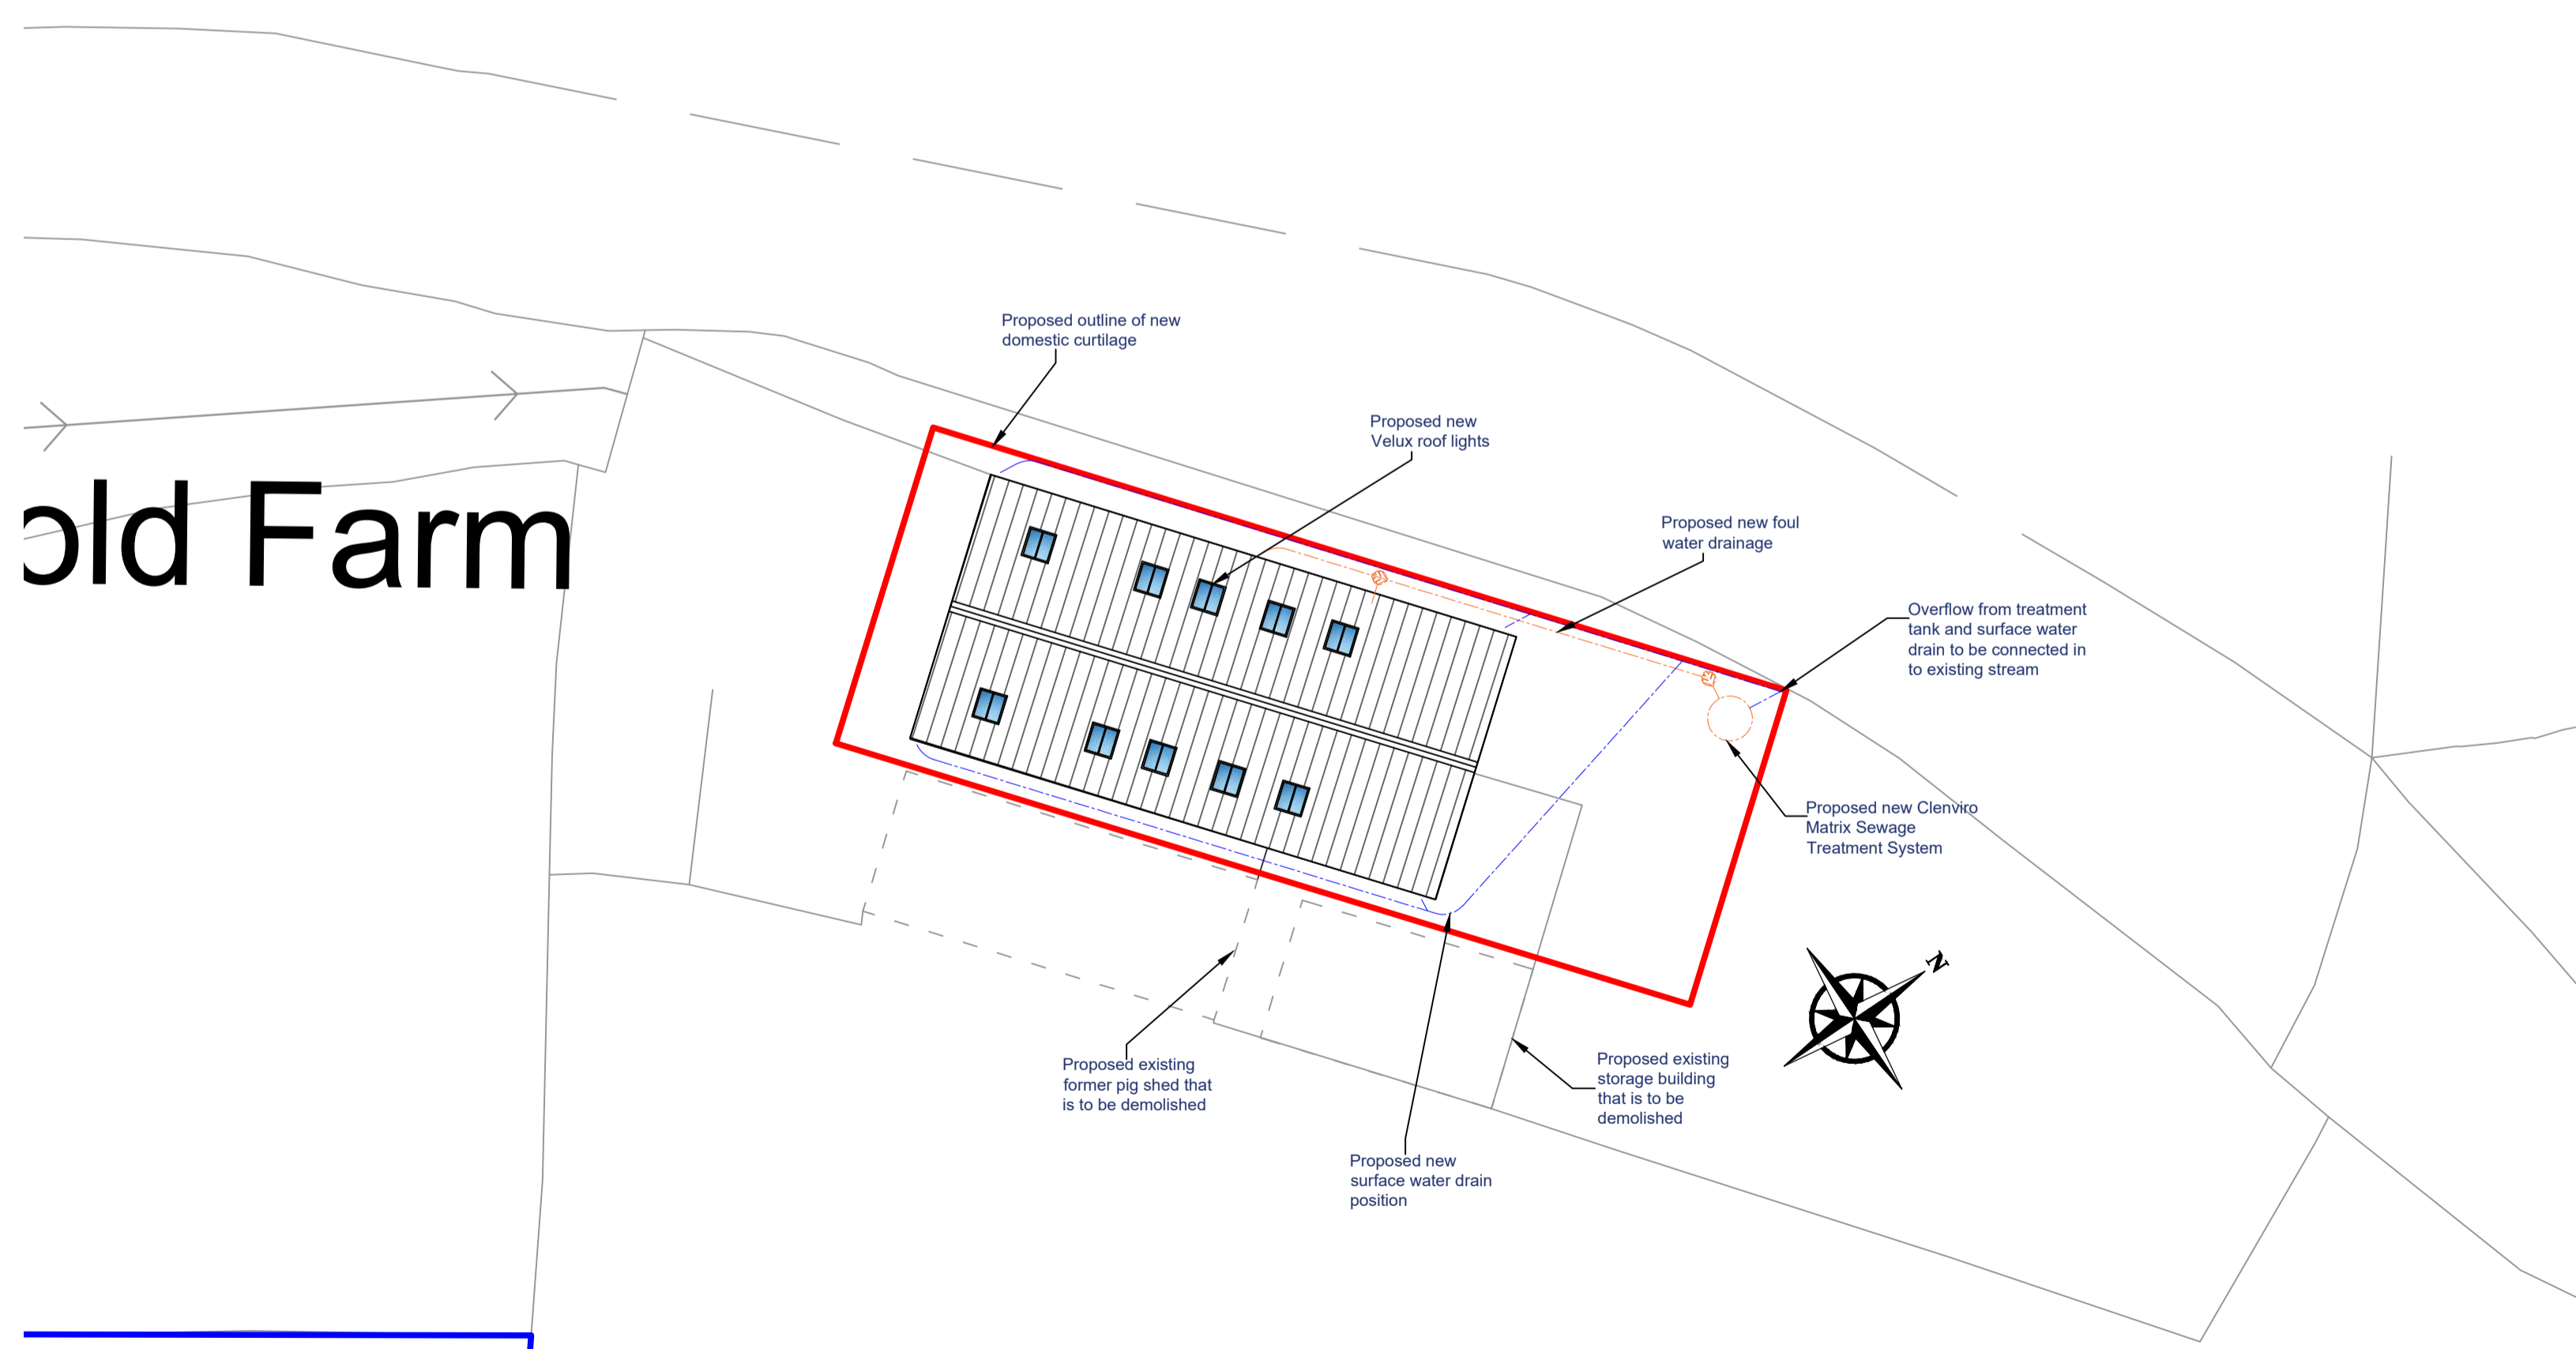 Proposed outline of new
domestic curtilage
Proposed new
Velux roof lights
old Farm
Proposed new foul
water drainage
Overflow from treatment
tank and surface water
drain to be connected in
to existing stream
Proposed new Clenviro
Matrix Sewage
Treatment System
N
Proposed existing
former pig shed that
is to be demolished
Proposed existing
storage building
that is to be
demolished
Proposed new
surface water drain
position